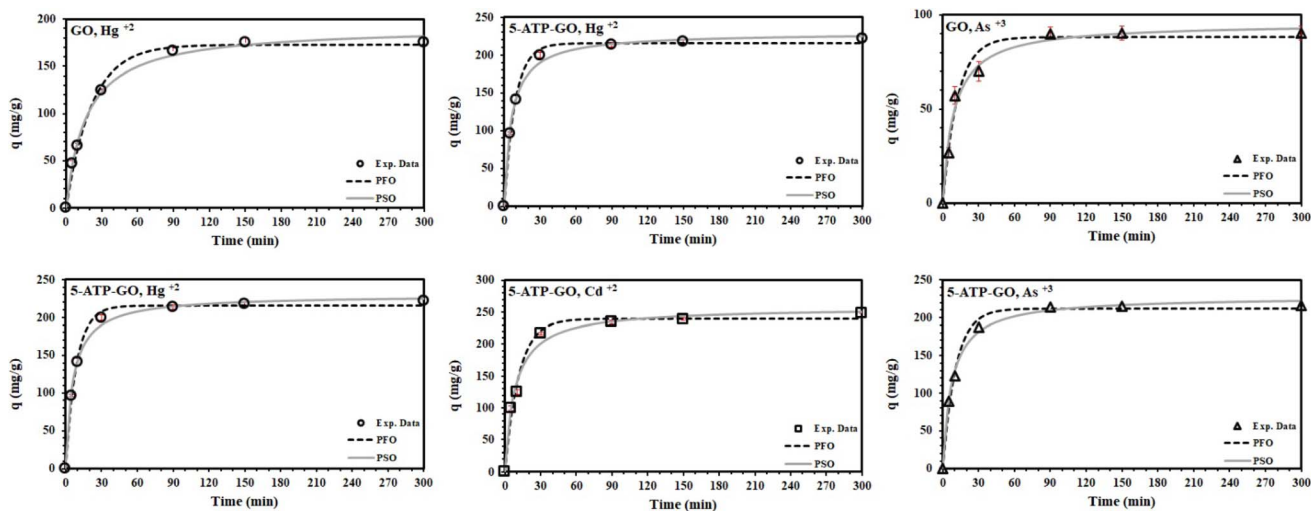 GO, Hg +2
q (mg/g)
200
150
100
50
0
Exp. Data
PFO
PSO
0 30 60 90 120 150 180 210 240 270 300
Time (min)
5-ATP-GO, Hg +2
q (mg/g)
250
200
150
100
50
0
Exp. Data
PFO
PSO
0 30 60 90 120 150 180 210 240 270 300
Time (min)
GO, As +3
q (mg/g)
100
50
0
Exp. Data
PFO
PSO
0 30 60 90 120 150 180 210 240 270 300
Time (min)
5-ATP-GO, Hg +2
q (mg/g)
250
200
150
100
50
0
Exp. Data
PFO
PSO
0 30 60 90 120 150 180 210 240 270 300
Time (min)
5-ATP-GO, Cd +2
q (mg/g)
300
250
200
150
100
50
0
Exp. Data
PFO
PSO
0 30 60 90 120 150 180 210 240 270 300
Time (min)
5-ATP-GO, As +3
q (mg/g)
250
200
150
100
50
0
Exp. Data
PFO
PSO
0 30 60 90 120 150 180 210 240 270 300
Time (min)